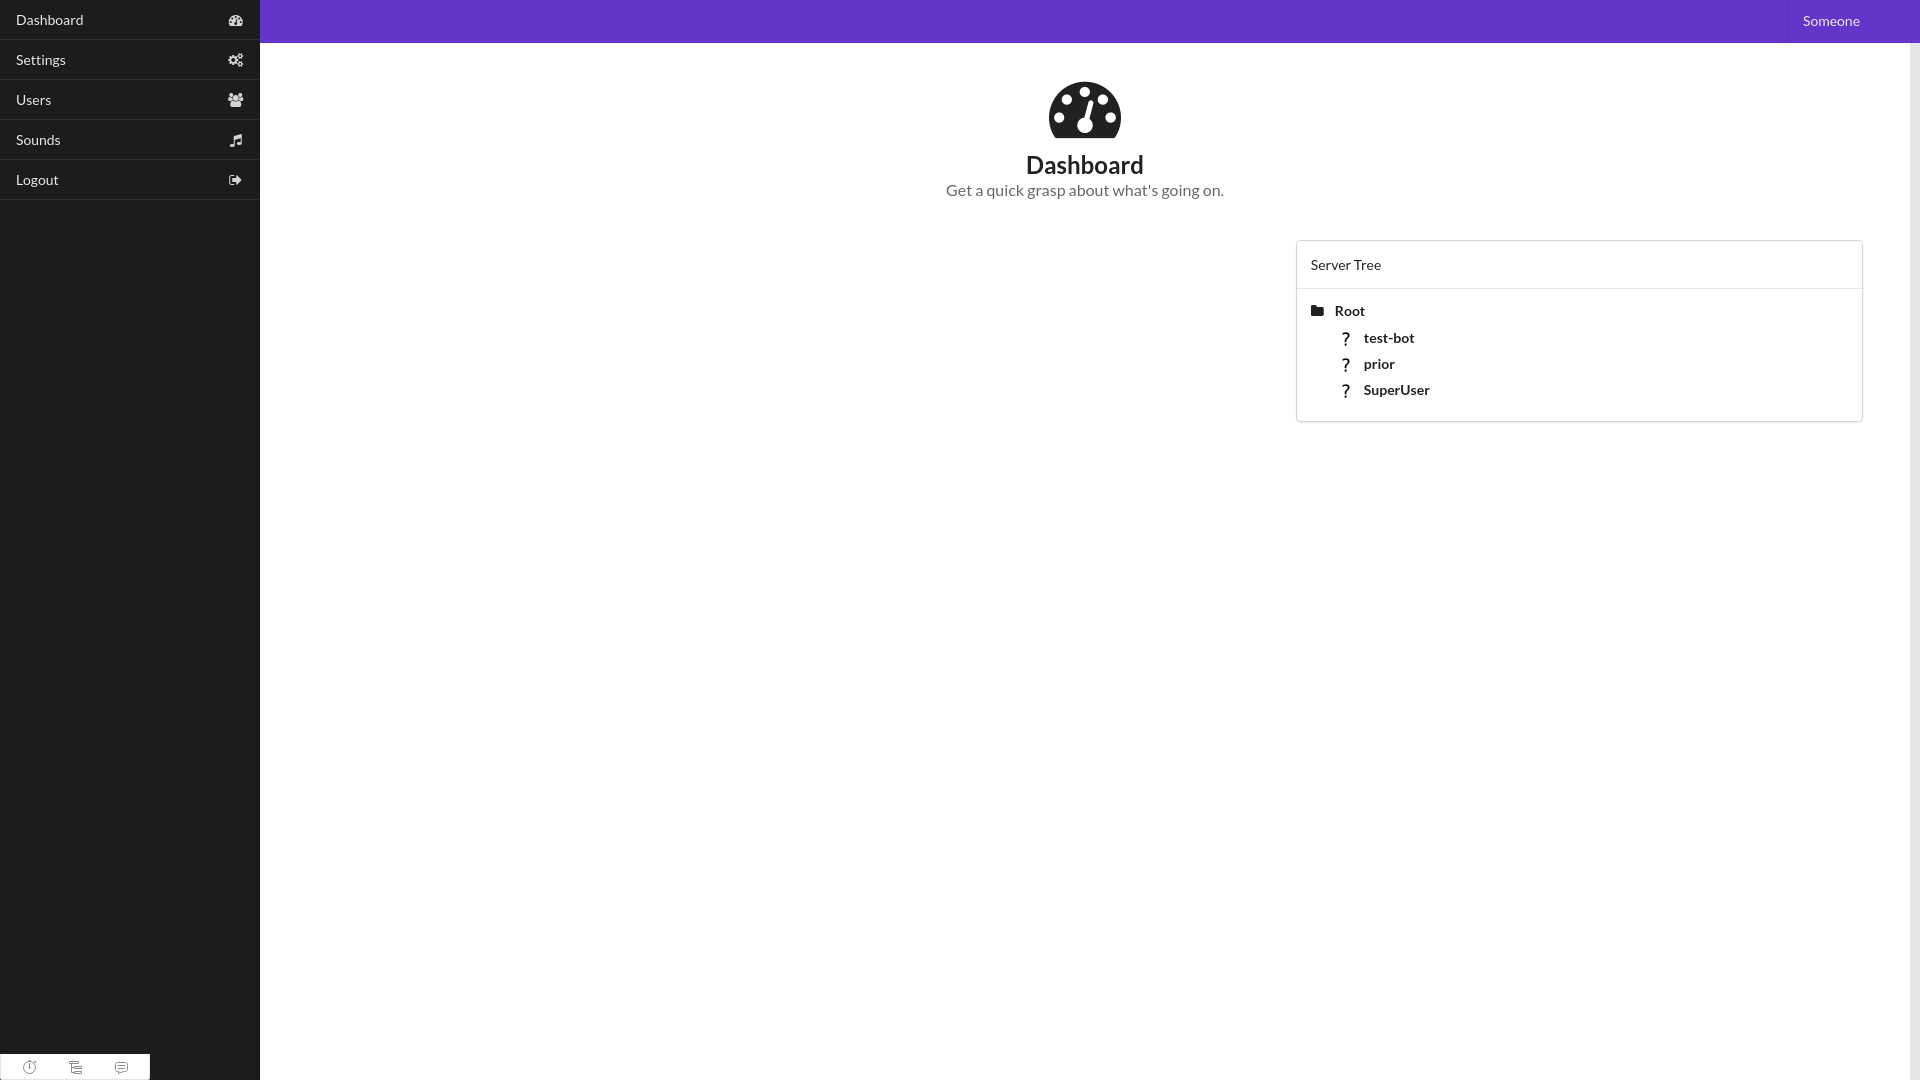 Dashboard
Settings
Users
Sounds
Logout
Someone
Dashboard
Get a quick grasp about what's going on.
Server Tree
Root
test-bot
prior
SuperUser